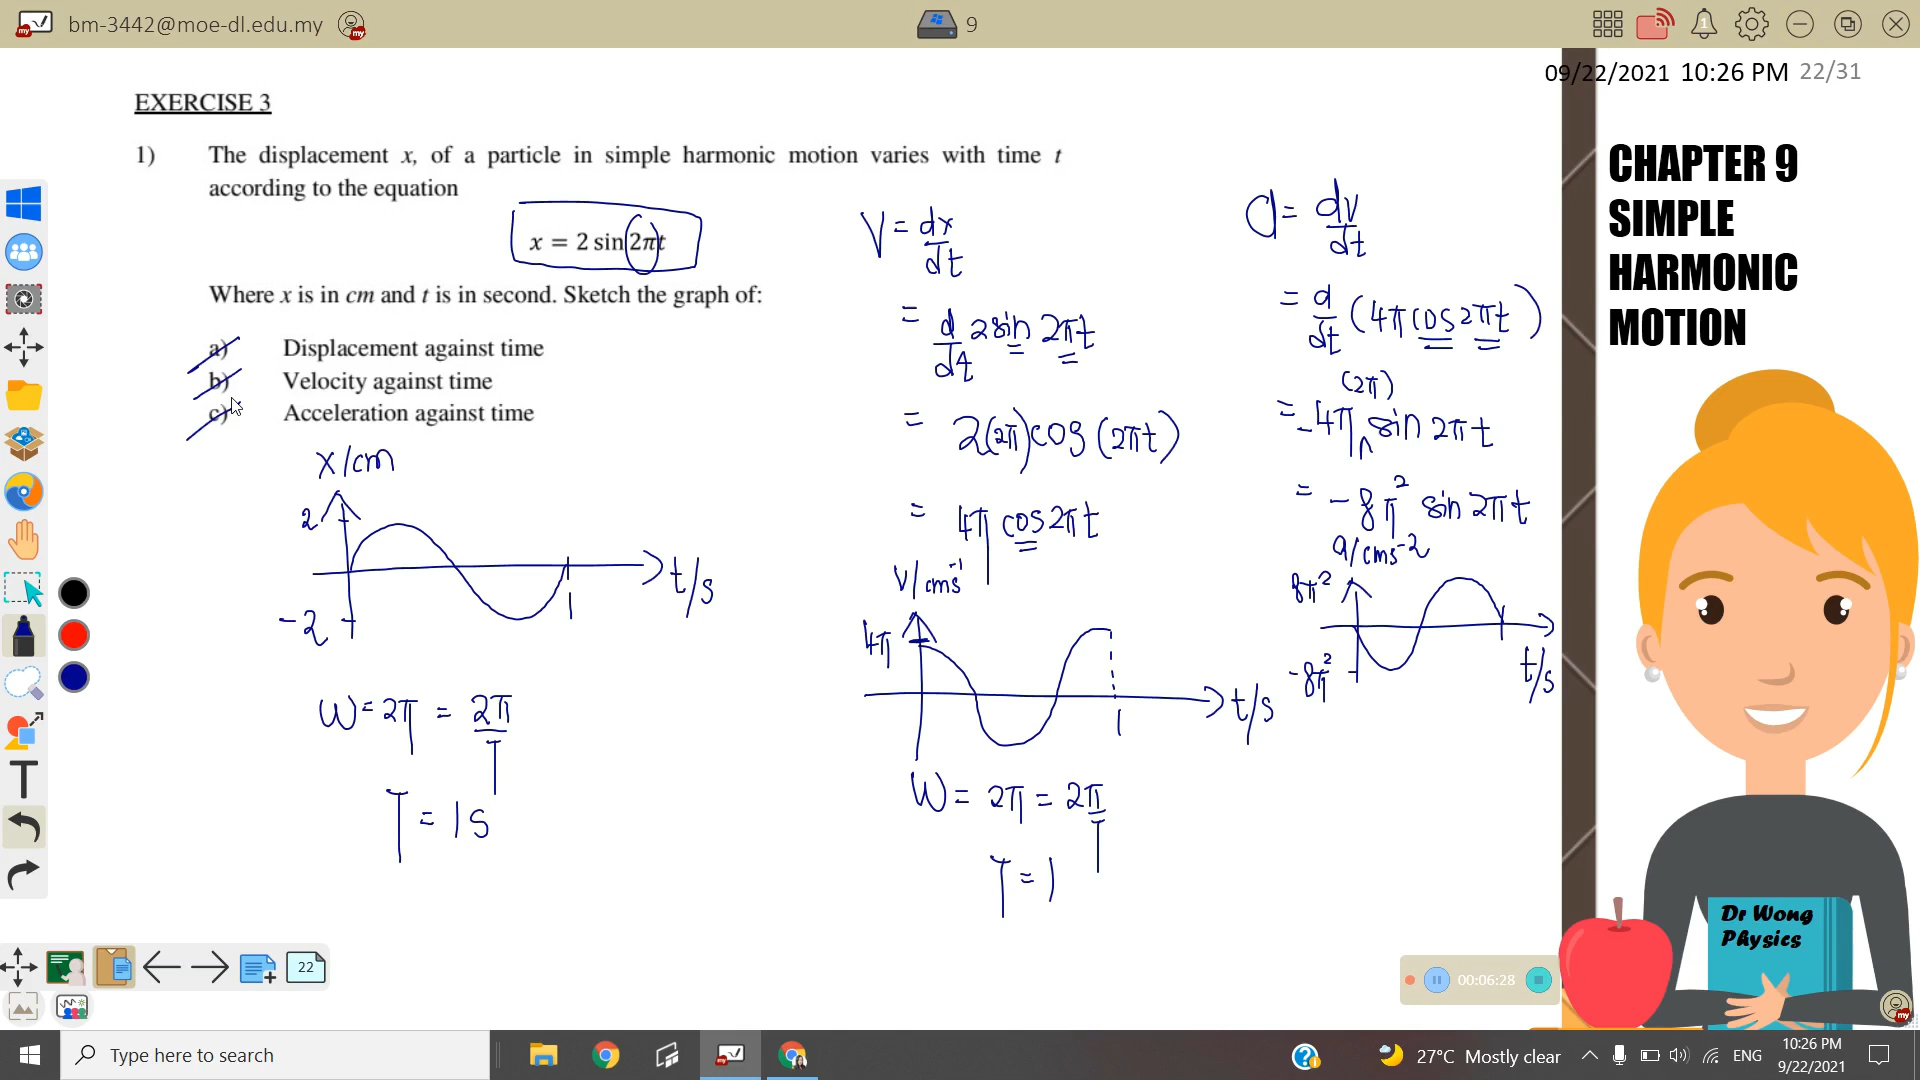 bm-3442@moe-dl.edu.my
9
09/22/2021 10:26 PM 22/31
EXERCISE 3
1) The displacement x, of a particle in simple harmonic motion varies with time t
according to the equation
x = 2 sin 2πt
Where x is in cm and t is in second. Sketch the graph of:
a) Displacement against time
b) Velocity against time
c) Acceleration against time
x/cm
2
-2
1
t/s
W = 2π = 2π/T
T = 1s
V = dx/dt
= d/dt 2sin 2πt
= 2(2π)cos(2πt)
= 4π cos2πt
V/cms⁻¹
4π
1
t/s
W = 2π = 2π/T
T = 1
a = dv/dt
= d/dt (4π cos2πt)
(2π)
= -4π ∧ sin 2πt
= -8π² sin 2πt
a/cms-2
8π²
-8π²
t/s
CHAPTER 9
SIMPLE
HARMONIC
MOTION
Dr Wong
Physics
22
00:06:28
Type here to search
27°C Mostly clear
ENG
10:26 PM
9/22/2021